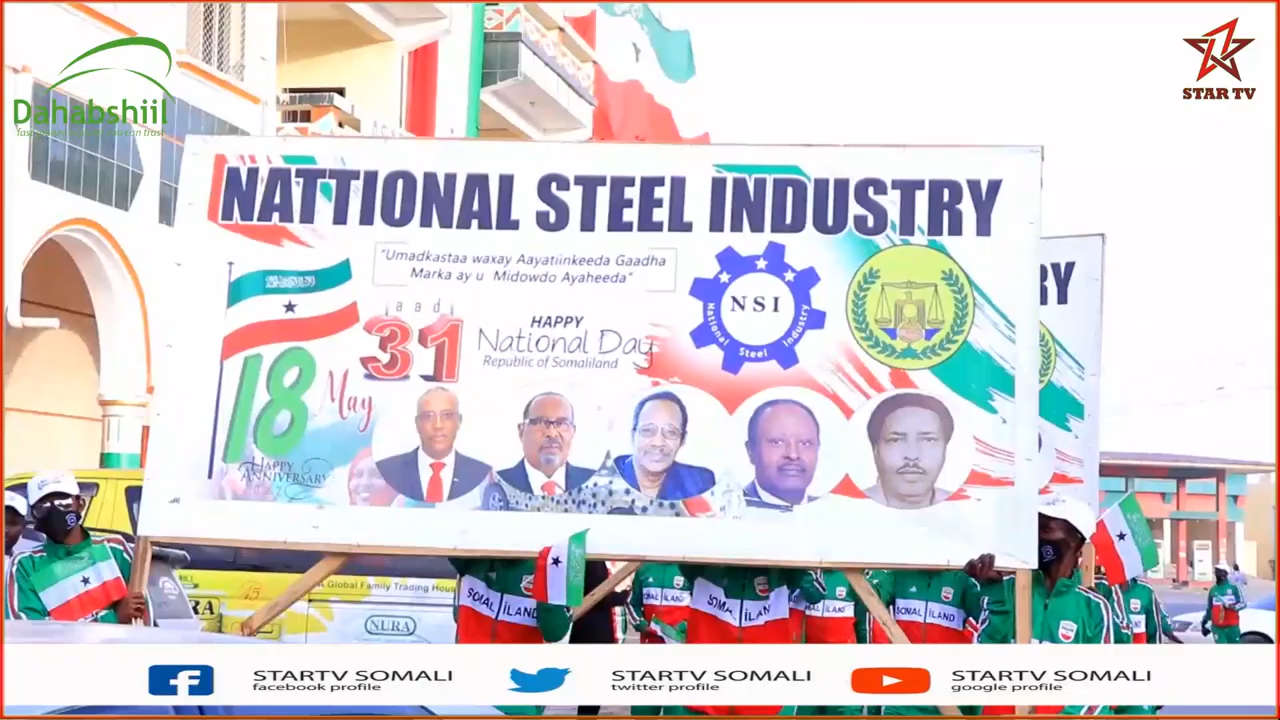 Dahabshiil
STAR TV
NATTIONAL STEEL INDUSTRY
"Umadkastaa waxay Aayatiinkeeda Gaadha
Marka ay u Midowdo Ayaheeda"
aad
31
HAPPY
National Day
Republic of Somaliland
NSI
National Steel Industry
18
May
HAPPY
ANNIVERSARY
RY
A Global Family Trading Hous
NURA
SOMALILAND
SOMALILAND
SOMALILAND
STARTV SOMALI
facebook profile
STARTV SOMALI
twitter profile
STARTV SOMALI
google profile